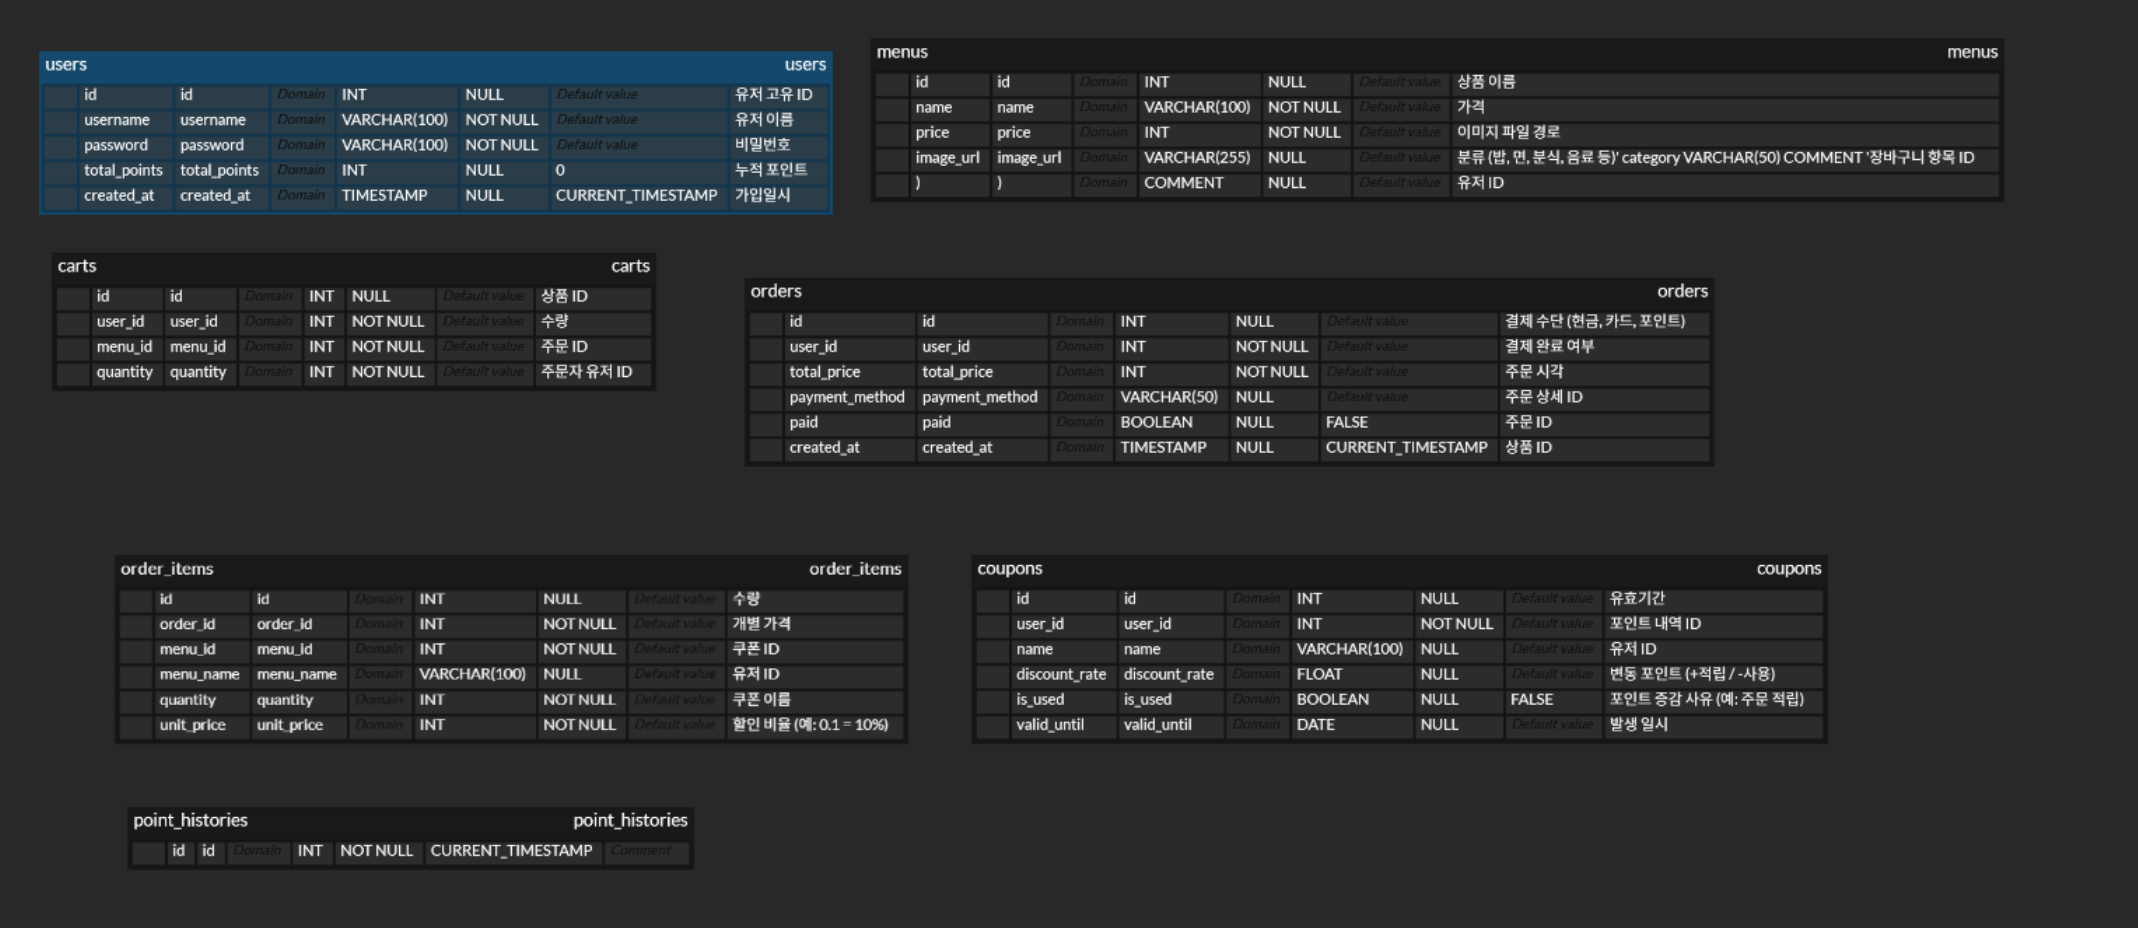 users users
id id Domain INT NULL Default value 유저 고유 ID
username username Domain VARCHAR(100) NOT NULL Default value 유저 이름
password password Domain VARCHAR(100) NOT NULL Default value 비밀번호
total_points total_points Domain INT NULL 0 누적 포인트
created_at created_at Domain TIMESTAMP NULL CURRENT_TIMESTAMP 가입일시
menus menus
id id Domain INT NULL Default value 상품 이름
name name Domain VARCHAR(100) NOT NULL Default value 가격
price price Domain INT NOT NULL Default value 이미지 파일 경로
image_url image_url Domain VARCHAR(255) NULL Default value 분류 (밥, 면, 분식, 음료 등)' category VARCHAR(50) COMMENT '장바구니 항목 ID
) ) Domain COMMENT NULL Default value 유저 ID
carts carts
id id Domain INT NULL Default value 상품 ID
user_id user_id Domain INT NOT NULL Default value 수량
menu_id menu_id Domain INT NOT NULL Default value 주문 ID
quantity quantity Domain INT NOT NULL Default value 주문자 유저 ID
orders orders
id id Domain INT NULL Default value 결제 수단 (현금, 카드, 포인트)
user_id user_id Domain INT NOT NULL Default value 결제 완료 여부
total_price total_price Domain INT NOT NULL Default value 주문 시각
payment_method payment_method Domain VARCHAR(50) NULL Default value 주문 상세 ID
paid paid Domain BOOLEAN NULL FALSE 주문 ID
created_at created_at Domain TIMESTAMP NULL CURRENT_TIMESTAMP 상품 ID
order_items order_items
id id Domain INT NULL Default value 수량
order_id order_id Domain INT NOT NULL Default value 개별 가격
menu_id menu_id Domain INT NOT NULL Default value 쿠폰 ID
menu_name menu_name Domain VARCHAR(100) NULL Default value 유저 ID
quantity quantity Domain INT NOT NULL Default value 쿠폰 이름
unit_price unit_price Domain INT NOT NULL Default value 할인 비율 (예: 0.1 = 10%)
coupons coupons
id id Domain INT NULL Default value 유효기간
user_id user_id Domain INT NOT NULL Default value 포인트 내역 ID
name name Domain VARCHAR(100) NULL Default value 유저 ID
discount_rate discount_rate Domain FLOAT NULL Default value 변동 포인트 (+적립 / -사용)
is_used is_used Domain BOOLEAN NULL FALSE 포인트 증감 사유 (예: 주문 적립)
valid_until valid_until Domain DATE NULL Default value 발생 일시
point_histories point_histories
id id Domain INT NOT NULL CURRENT_TIMESTAMP Comment